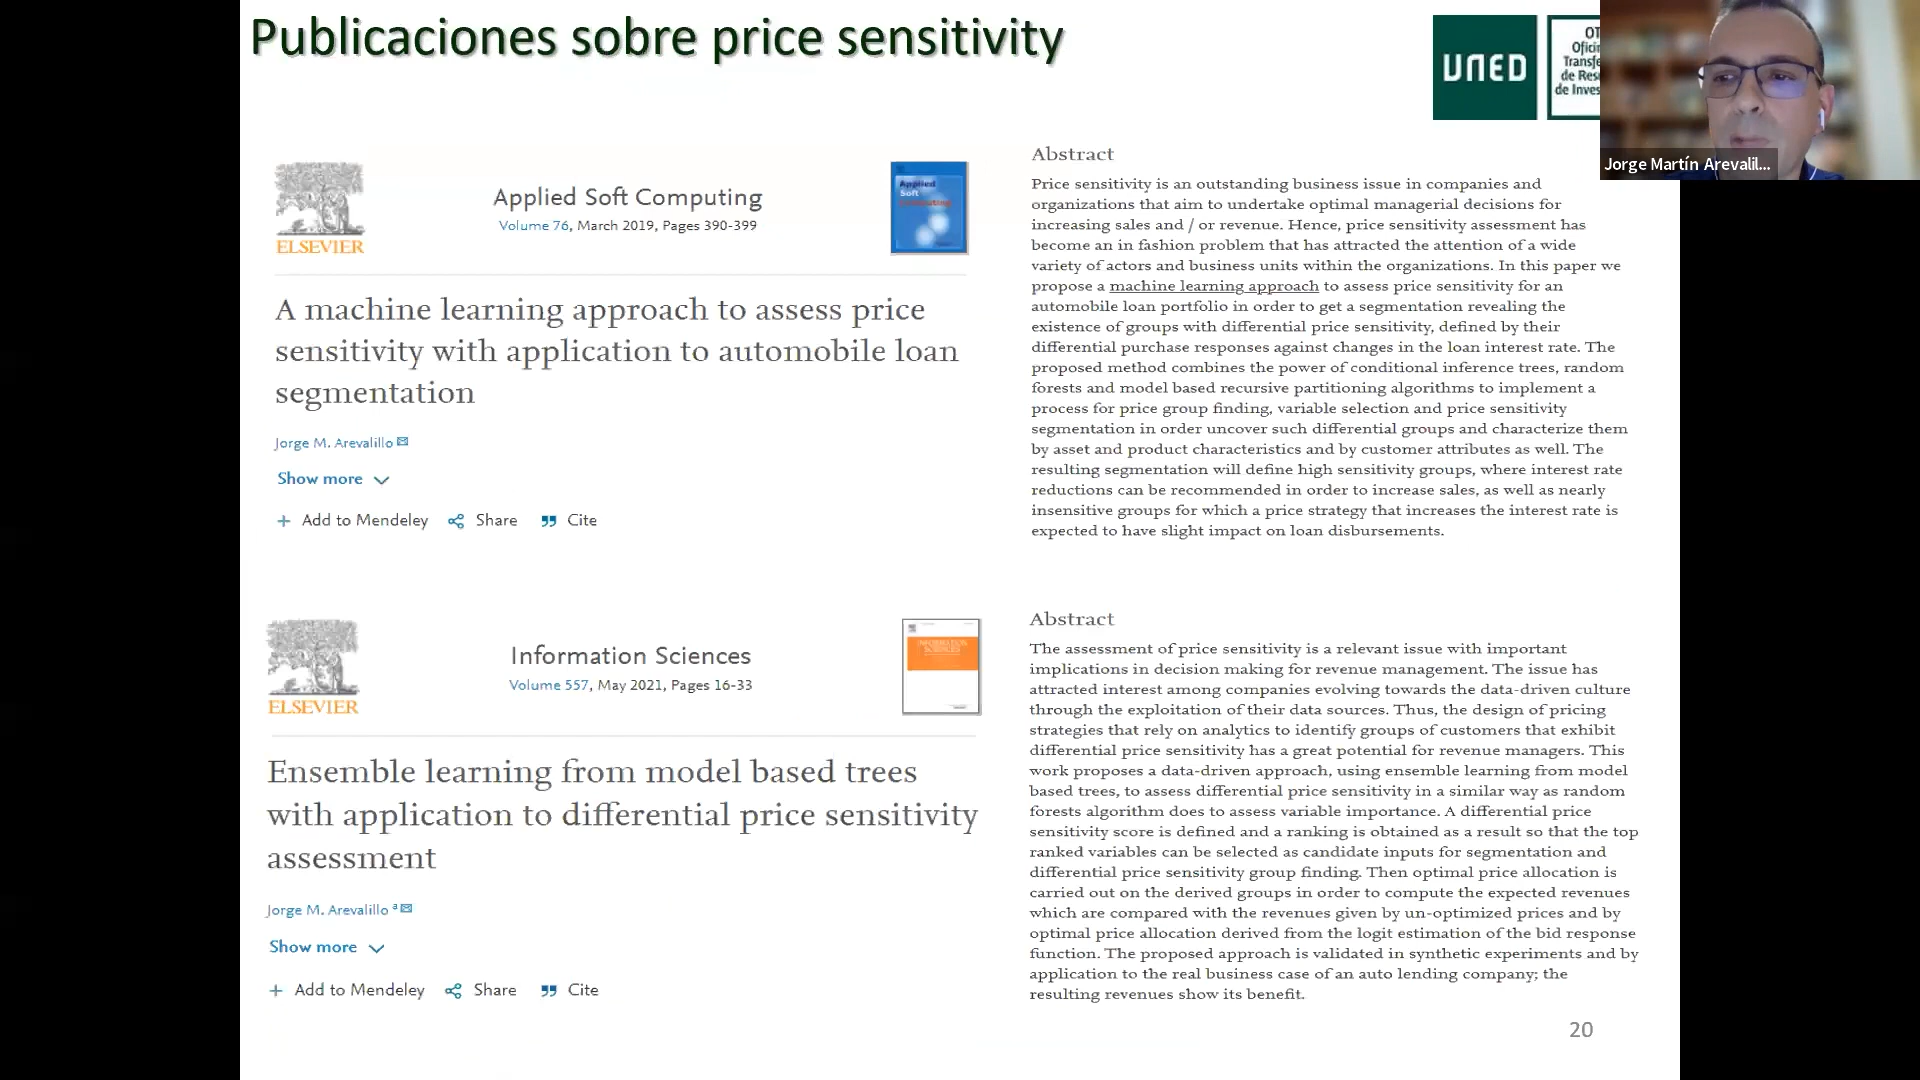 Publicaciones sobre price sensitivity
UNED
Jorge Martín Arevalil...
ELSEVIER
Applied Soft Computing
Volume 76, March 2019, Pages 390-399
Applied
Soft
Computing
A machine learning approach to assess price
sensitivity with application to automobile loan
segmentation
Jorge M. Arevalillo
Show more
+ Add to Mendeley Share Cite
Abstract
Price sensitivity is an outstanding business issue in companies and
organizations that aim to undertake optimal managerial decisions for
increasing sales and / or revenue. Hence, price sensitivity assessment has
become an in fashion problem that has attracted the attention of a wide
variety of actors and business units within the organizations. In this paper we
propose a machine learning approach to assess price sensitivity for an
automobile loan portfolio in order to get a segmentation revealing the
existence of groups with differential price sensitivity, defined by their
differential purchase responses against changes in the loan interest rate. The
proposed method combines the power of conditional inference trees, random
forests and model based recursive partitioning algorithms to implement a
process for price group finding, variable selection and price sensitivity
segmentation in order uncover such differential groups and characterize them
by asset and product characteristics and by customer attributes as well. The
resulting segmentation will define high sensitivity groups, where interest rate
reductions can be recommended in order to increase sales, as well as nearly
insensitive groups for which a price strategy that increases the interest rate is
expected to have slight impact on loan disbursements.
ELSEVIER
Information Sciences
Volume 557, May 2021, Pages 16-33
Ensemble learning from model based trees
with application to differential price sensitivity
assessment
Jorge M. Arevalillo a
Show more
+ Add to Mendeley Share Cite
Abstract
The assessment of price sensitivity is a relevant issue with important
implications in decision making for revenue management. The issue has
attracted interest among companies evolving towards the data-driven culture
through the exploitation of their data sources. Thus, the design of pricing
strategies that rely on analytics to identify groups of customers that exhibit
differential price sensitivity has a great potential for revenue managers. This
work proposes a data-driven approach, using ensemble learning from model
based trees, to assess differential price sensitivity in a similar way as random
forests algorithm does to assess variable importance. A differential price
sensitivity score is defined and a ranking is obtained as a result so that the top
ranked variables can be selected as candidate inputs for segmentation and
differential price sensitivity group finding. Then optimal price allocation is
carried out on the derived groups in order to compute the expected revenues
which are compared with the revenues given by un-optimized prices and by
optimal price allocation derived from the logit estimation of the bid response
function. The proposed approach is validated in synthetic experiments and by
application to the real business case of an auto lending company; the
resulting revenues show its benefit.
20